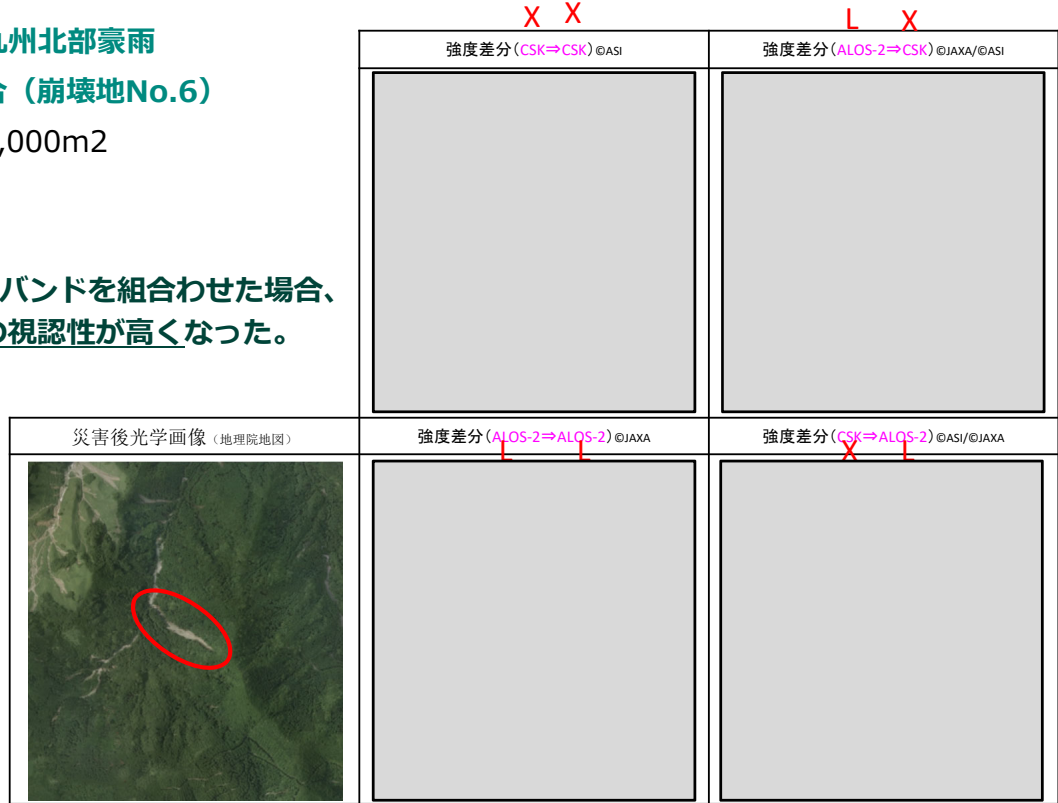 州北部豪雨
（崩壊地No.6）
,000m2
バンドを組合わせた場合、
の視認性が高くなった。
X X
L X
強度差分（CSK⇒CSK）©ASI
強度差分（ALOS-2⇒CSK）©JAXA/©ASI
災害後光学画像（地理院地図）
強度差分（ALOS-2⇒ALOS-2）©JAXA
L L
強度差分（CSK⇒ALOS-2）©ASI/©JAXA
X L